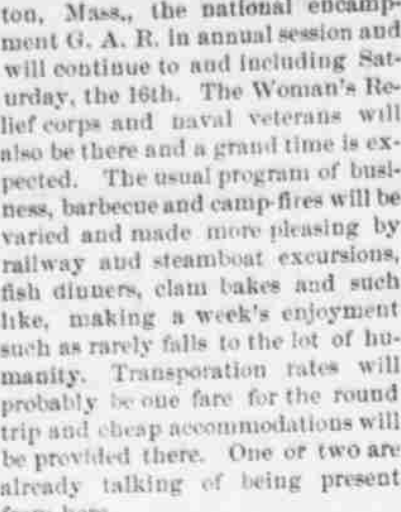 ton, Mass., the national encamp-
ment G. A. R. in annual session and
will continue to and including Sat-
urday, the 16th. The Woman's Re-
lief corps and naval veterans will
also be there and a grand time is ex-
pected. The usual program of busi-
ness, barbecue and camp-fires will be
varied and made more pleasing by
railway and steamboat excursions,
fish dinners, clam bakes and such
like, making a week's enjoyment
such as rarely falls to the lot of hu-
manity. Transporation rates will
probably be one fare for the round
trip and cheap accommodations will
be provided there. One or two are
already talking of being present
from here